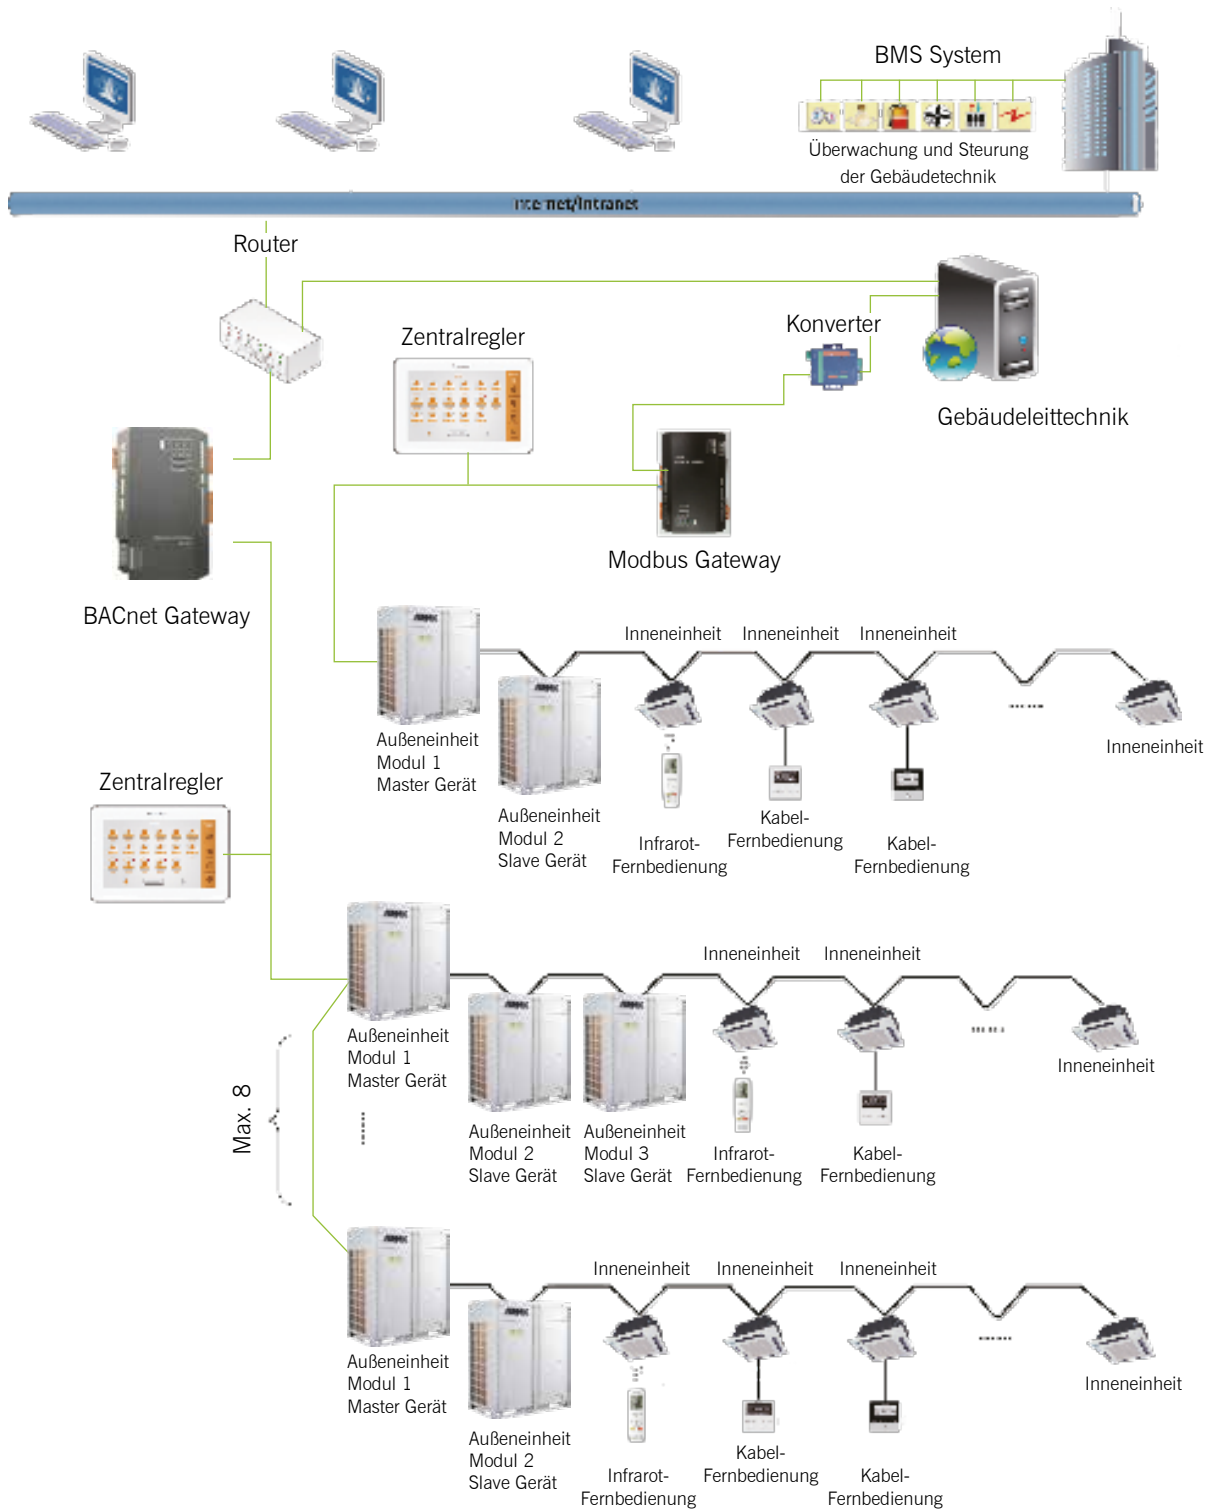 BMS System
Überwachung und Steurung
der Gebäudetechnik
Internet/Intranet
Router
Zentralregler
Konverter
Gebäudeleittechnik
Modbus Gateway
BACnet Gateway
Inneneinheit
Inneneinheit
Inneneinheit
Inneneinheit
Außeneinheit
Modul 1
Master Gerät
Außeneinheit
Modul 2
Slave Gerät
Infrarot-
Fernbedienung
Kabel-
Fernbedienung
Kabel-
Fernbedienung
Zentralregler
Inneneinheit
Inneneinheit
Inneneinheit
Außeneinheit
Modul 1
Master Gerät
Max. 8
Außeneinheit
Modul 2
Slave Gerät
Außeneinheit
Modul 3
Slave Gerät
Infrarot-
Fernbedienung
Kabel-
Fernbedienung
Inneneinheit
Inneneinheit
Inneneinheit
Inneneinheit
Außeneinheit
Modul 1
Master Gerät
Außeneinheit
Modul 2
Slave Gerät
Infrarot-
Fernbedienung
Kabel-
Fernbedienung
Kabel-
Fernbedienung